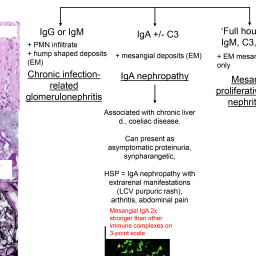 IgG or IgM
+ PMN infiltrate
+ hump shaped deposits
(EM)
Chronic infection-
related
glomerulonephritis
IgA +/- C3
+ mesangial deposits (EM)
IgA nephropathy
Associated with chronic liver
d., coeliac disease.
Can present as
asymptomatic proteinuria,
synpharangetic,
HSP = IgA nephropathy with
extrarenal manifestations
(LCV purpuric rash),
arthritis, abdominal pain
Mesangial IgA 2x
stronger than other
immune complexes on
3-point scale
'Full hou
IgM, C3,
+ EM mesan
only
Mesan
proliferativ
nephrit